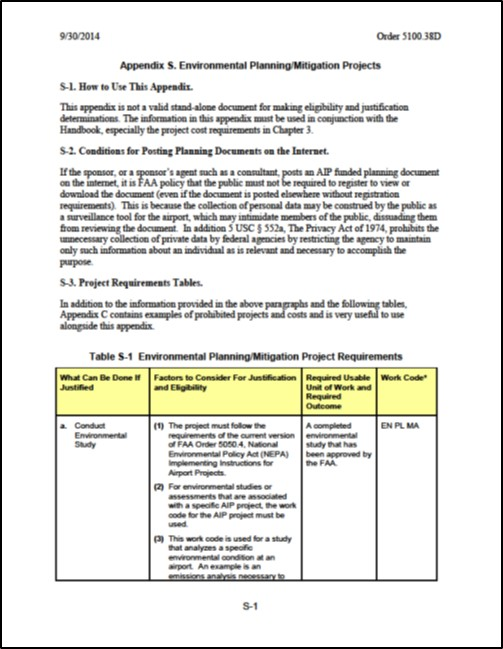 9/30/2014 Order 5100.38D
Appendix S. Environmental Planning/Mitigation Projects
S-1. How to Use This Appendix.
This appendix is not a valid stand-alone document for making eligibility and justification
determinations. The information in this appendix must be used in conjunction with the
Handbook, especially the project cost requirements in Chapter 3.
S-2. Conditions for Posting Planning Documents on the Internet.
If the sponsor, or a sponsor's agent such as a consultant, posts an AIP funded planning document
on the internet, it is FAA policy that the public must not be required to register to view or
download the document (even if the document is posted elsewhere without registration
requirements). This is because the collection of personal data may be construed by the public as
a surveillance tool for the airport, which may intimidate members of the public, dissuading them
from reviewing the document. In addition 5 USC § 552a, The Privacy Act of 1974, prohibits the
unnecessary collection of private data by federal agencies by restricting the agency to maintain
only such information about an individual as is relevant and necessary to accomplish the
purpose.
S-3. Project Requirements Tables.
In addition to the information provided in the above paragraphs and the following tables,
Appendix C contains examples of prohibited projects and costs and is very useful to use
alongside this appendix.
Table S-1 Environmental Planning/Mitigation Project Requirements
What Can Be Done If
Justified
Factors to Consider For Justification
and Eligibility
Required Usable
Unit of Work and
Required
Outcome
Work Code*
a. Conduct
Environmental
Study
(1) The project must follow the
requirements of the current version
of FAA Order 5050.4, National
Environmental Policy Act (NEPA)
Implementing Instructions for
Airport Projects.
(2) For environmental studies or
assessments that are associated
with a specific AIP project, the work
code for the AIP project must be
used.
(3) This work code is used for a study
that analyzes a specific
environmental condition at an
airport. An example is an
emissions analysis necessary to
A completed
environmental
study that has
been approved by
the FAA.
EN PL MA
S-1